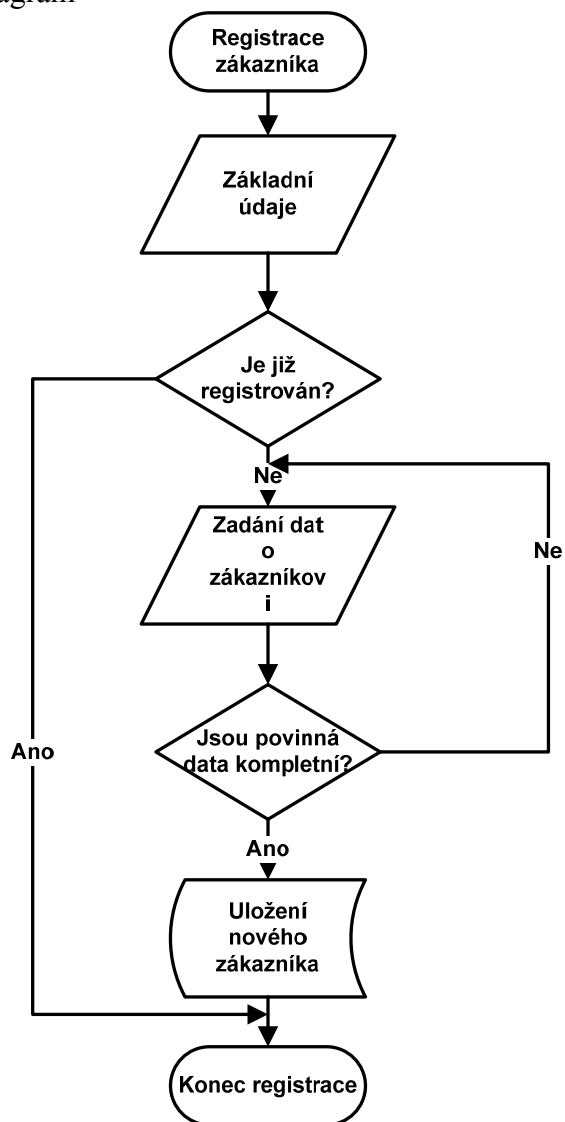 Registrace
zákazníka
Základní
údaje
Je již
registrován?
Ne
Zadání dat
o
zákazníkov
i
Ne
Jsou povinná
data kompletní?
Ano
Ano
Uložení
nového
zákazníka
Konec registrace